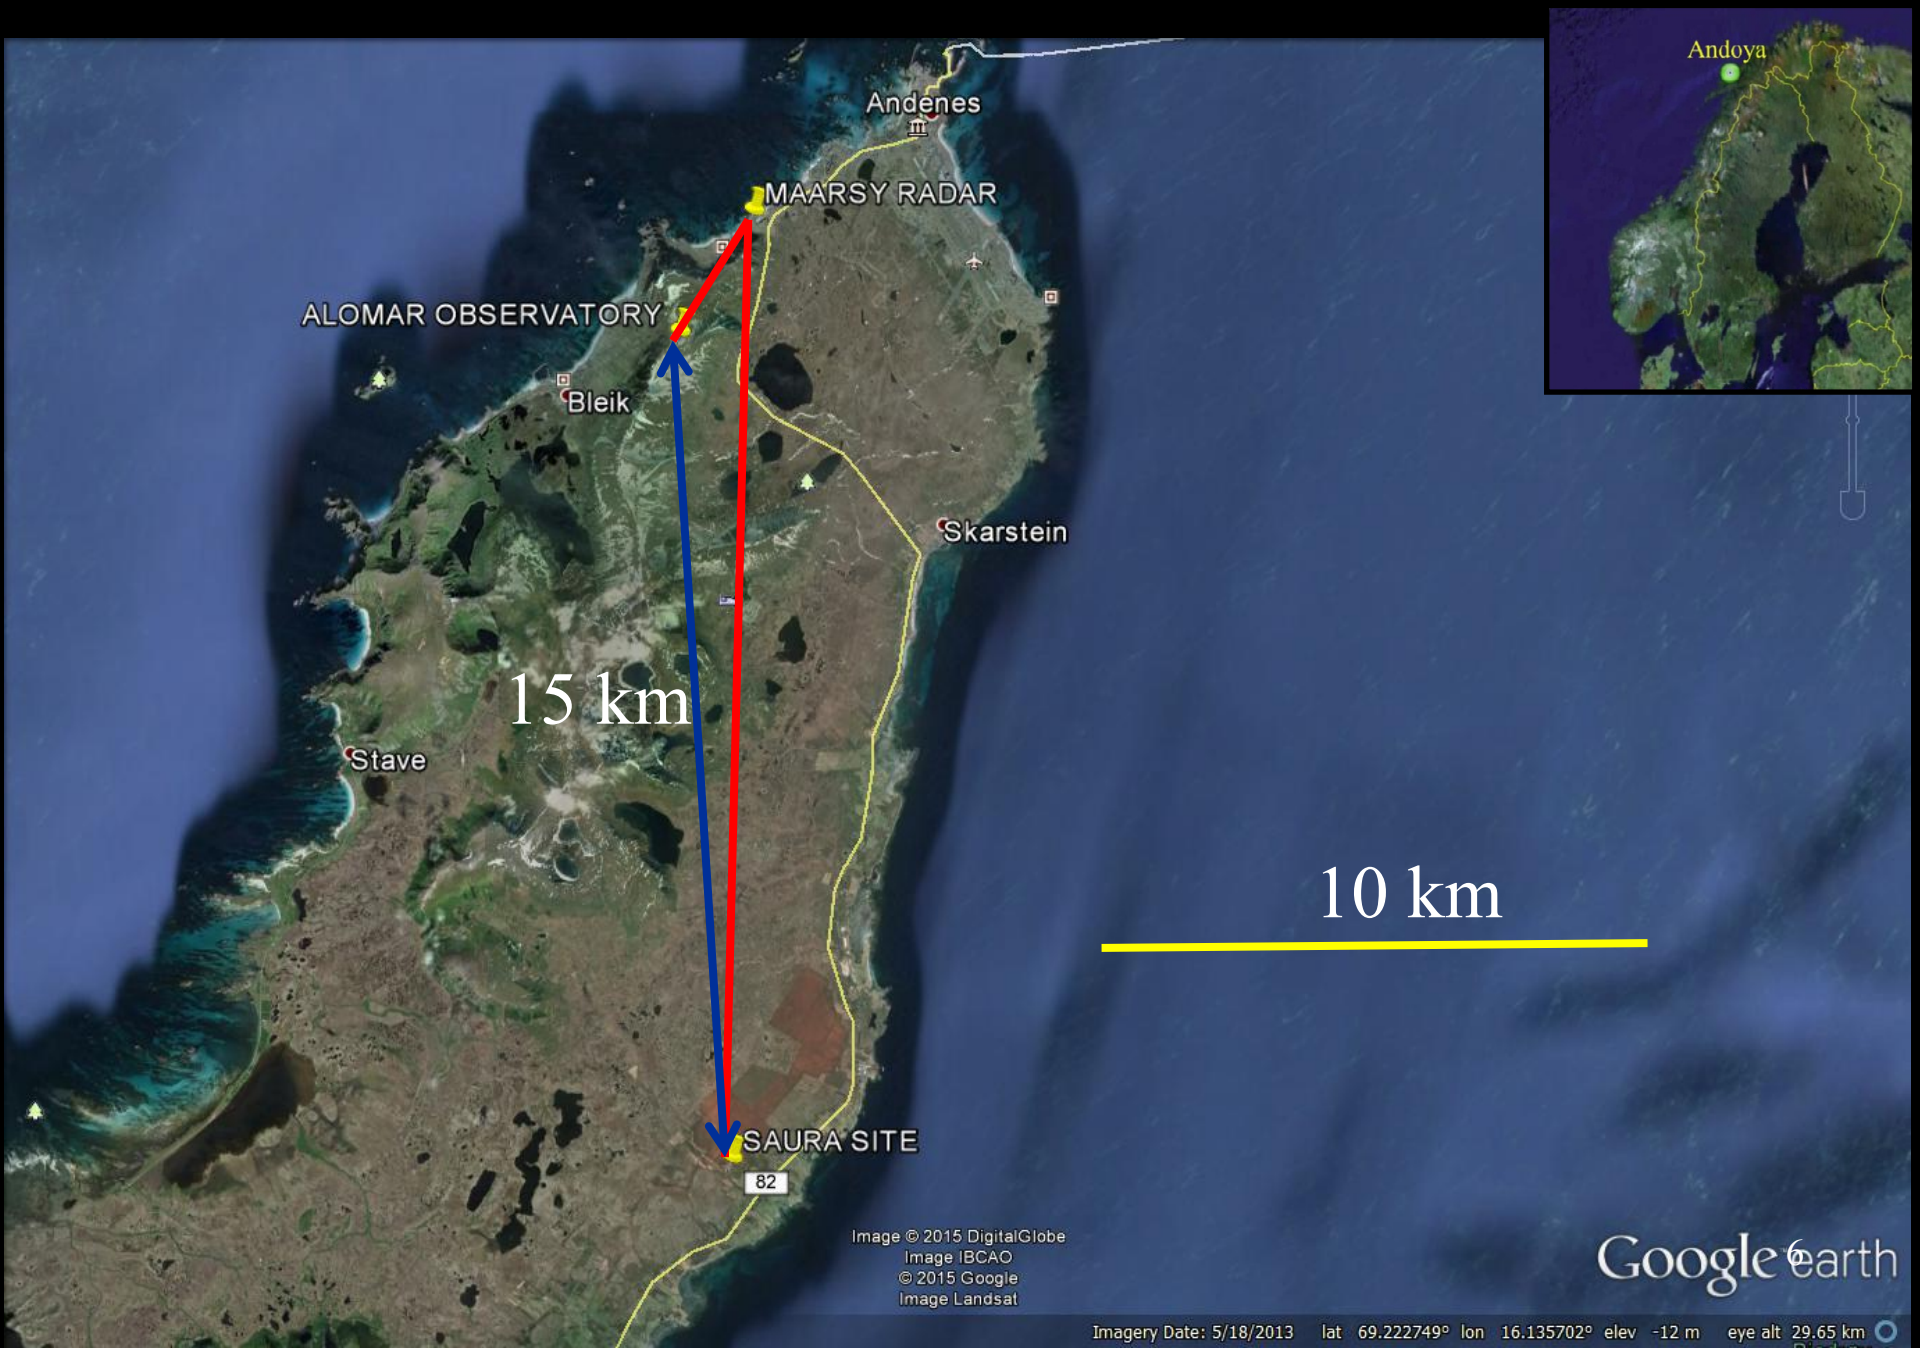 Andoya
Andenes
MAARSY RADAR
ALOMAR OBSERVATORY
Bleik
Skarstein
15 km
Stave
10 km
SAURA SITE
82
Image © 2015 DigitalGlobe
Image IBCAO
© 2015 Google
Image Landsat
Google earth
6
Imagery Date: 5/18/2013 lat 69.222749° lon 16.135702° elev -12 m eye alt 29.65 km